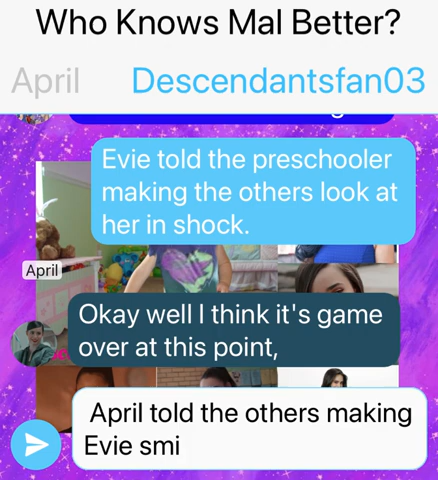 Who Knows Mal Better?
April Descendantsfan03
Evie told the preschooler
making the others look at
her in shock.
April
Okay well I think it's game
over at this point,
April told the others making
Evie smi